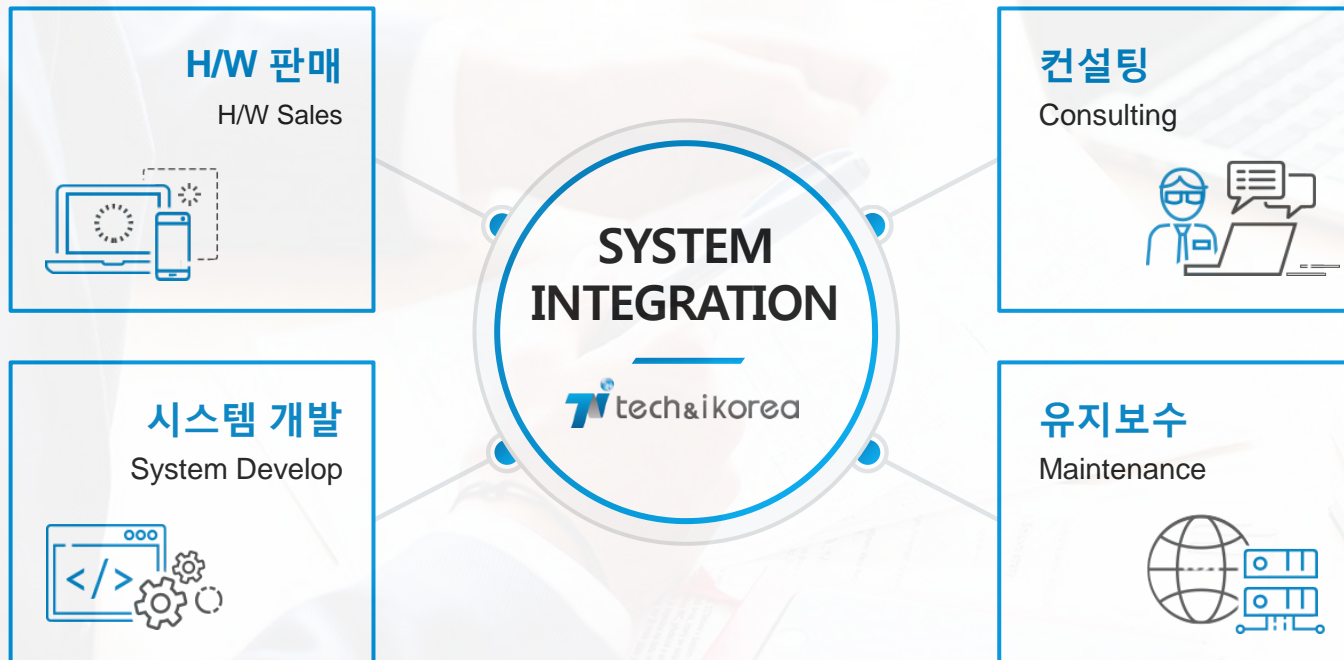 H/W 판매
H/W Sales
컨설팅
Consulting
SYSTEM
INTEGRATION
tech&ikorea
시스템 개발
System Develop
</>
유지보수
Maintenance